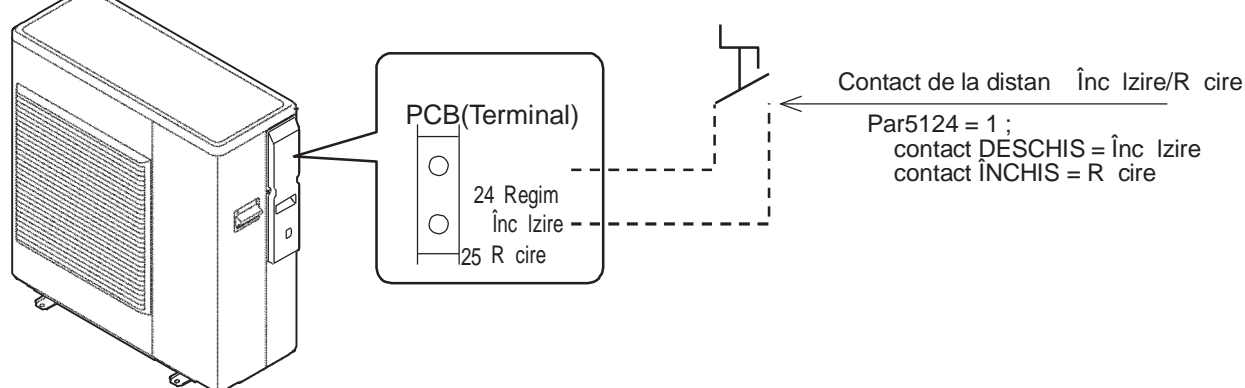 PCB(Terminal)
24 Regim
Înc lzire
25 R cire
Contact de la distan Înc lzire/R cire
Par5124 = 1 ;
contact DESCHIS = Înc lzire
contact ÎNCHIS = R cire